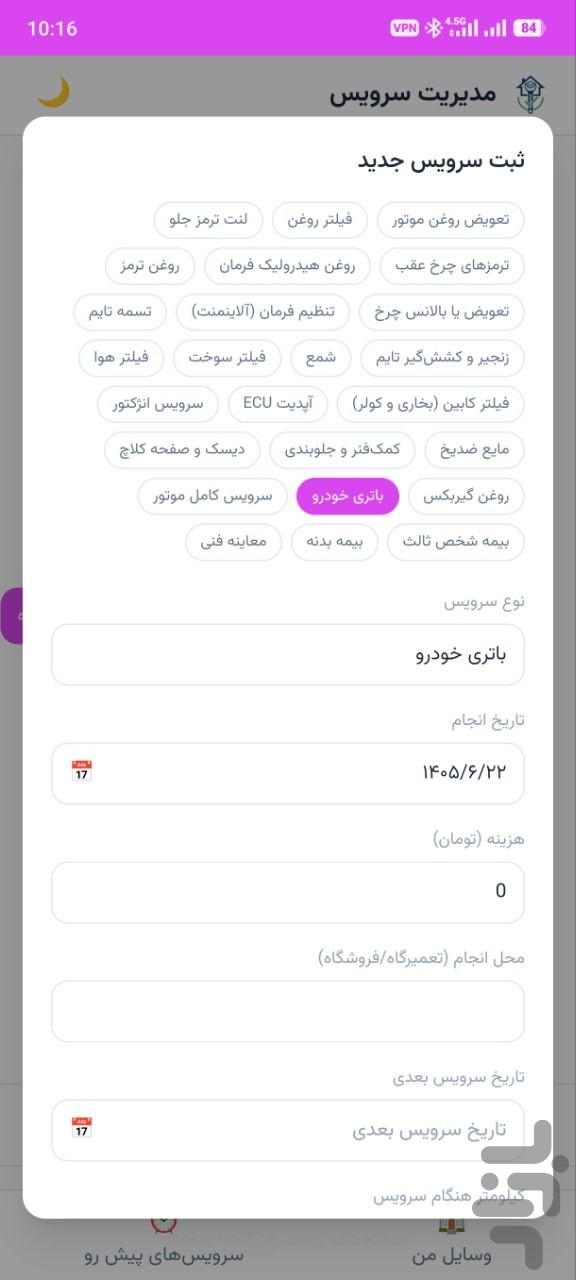 10:16 VPN 4.5G 84
مدیریت سرویس
ثبت سرویس جدید
تعویض روغن موتور فیلتر روغن لنت ترمز جلو
ترمزهای چرخ عقب روغن هیدرولیک فرمان روغن ترمز
تعویض یا بالانس چرخ تنظیم فرمان (آلاینمنت) تسمه تایم
زنجیر و کشش‌گیر تایم شمع فیلتر سوخت فیلتر هوا
فیلتر کابین (بخاری و کولر) آپدیت ECU سرویس انژکتور
مایع ضدیخ کمک‌فنر و جلوبندی دیسک و صفحه کلاچ
روغن گیربکس باتری خودرو سرویس کامل موتور
بیمه شخص ثالث بیمه بدنه معاینه فنی
نوع سرویس
باتری خودرو
تاریخ انجام
۱۴۰۵/۶/۲۲
هزینه (تومان)
0
محل انجام (تعمیرگاه/فروشگاه)
تاریخ سرویس بعدی
تاریخ سرویس بعدی
کیلومتر هنگام سرویس
وسایل من سرویس‌های پیش رو